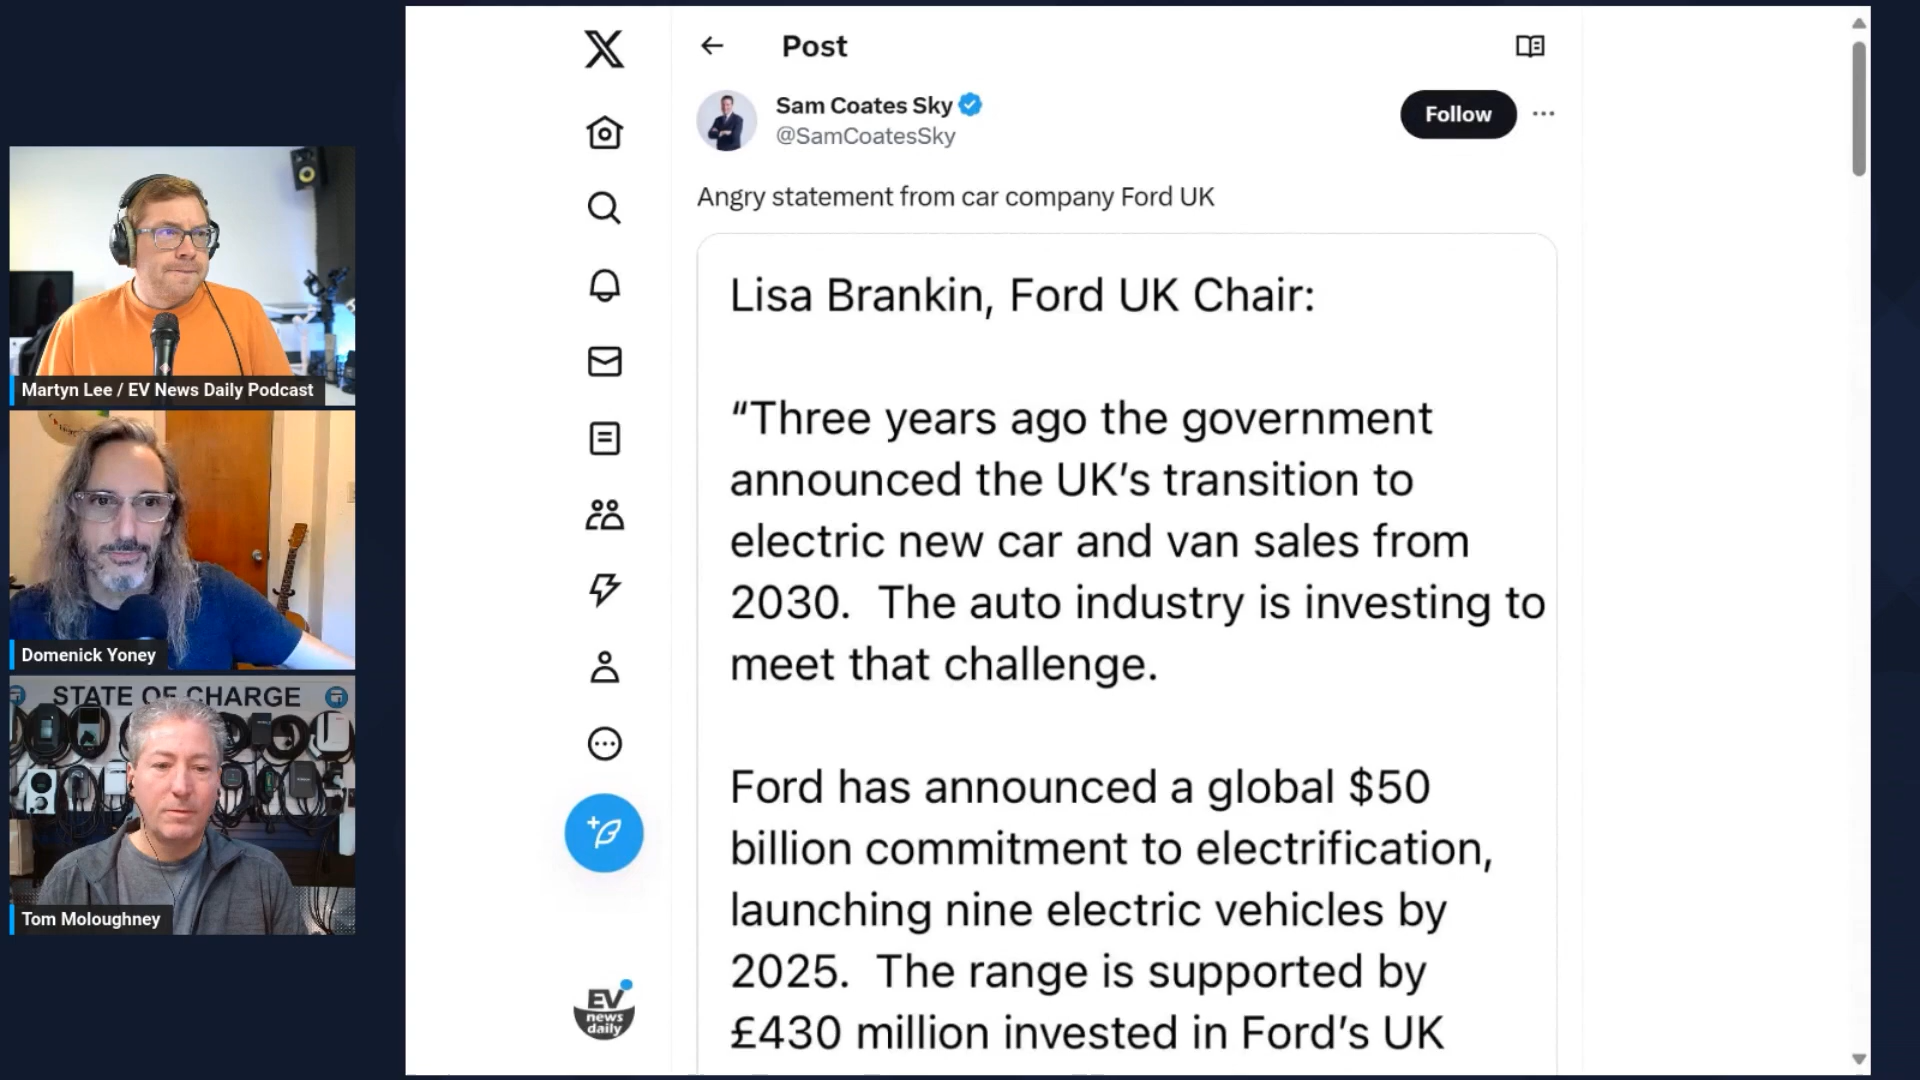 Post
Sam Coates Sky
@SamCoatesSky
Follow
Angry statement from car company Ford UK
Lisa Brankin, Ford UK Chair:
“Three years ago the government
announced the UK’s transition to
electric new car and van sales from
2030.  The auto industry is investing to
meet that challenge.
Ford has announced a global $50
billion commitment to electrification,
launching nine electric vehicles by
2025.  The range is supported by
£430 million invested in Ford’s UK
EV
news
daily
Martyn Lee / EV News Daily Podcast
Domenick Yoney
STATE OF CHARGE
Tom Moloughney